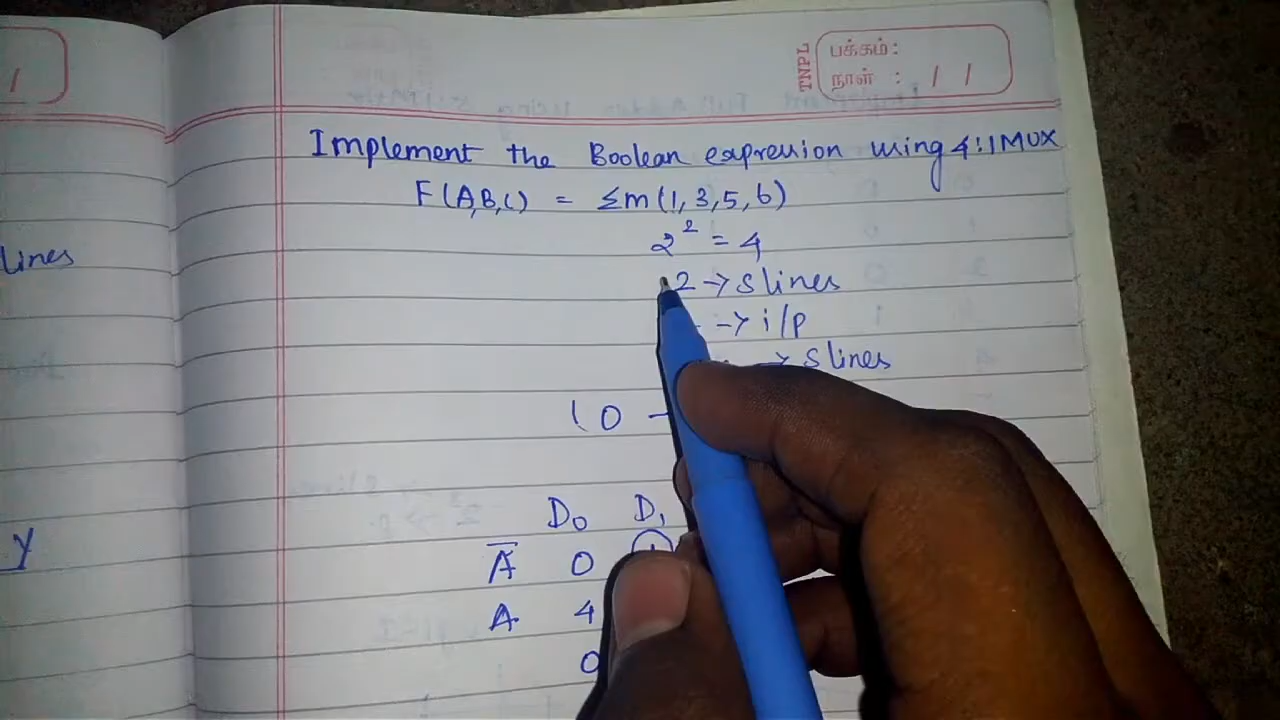 TNPL
பக்கம் :
நாள் : / /
/
Implement the Boolean expression using 4:1 MUX
F(A,B,C) = Σm(1,3,5,6)
2² = 4
lines
2 → S lines
→ i/p
→ S lines
10
D₀ D₁
y
A̅ 0 1
A 4
0